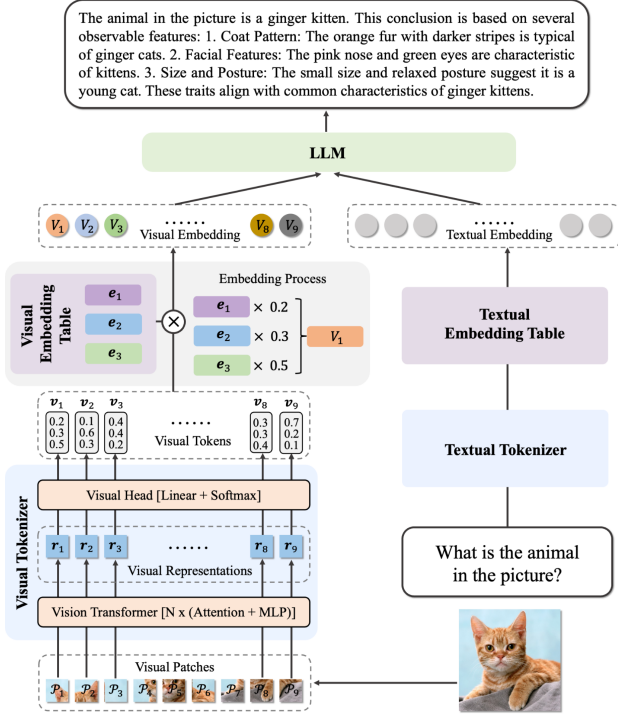 The animal in the picture is a ginger kitten. This conclusion is based on several
observable features: 1. Coat Pattern: The orange fur with darker stripes is typical
of ginger cats. 2. Facial Features: The pink nose and green eyes are characteristic
of kittens. 3. Size and Posture: The small size and relaxed posture suggest it is a
young cat. These traits align with common characteristics of ginger kittens.
LLM
V1 V2 V3 ······ V8 V9
Visual Embedding
······
Textual Embedding
Visual Embedding Table
e1
e2
e3
×
Embedding Process
e1 × 0.2
e2 × 0.3
e3 × 0.5
V1
Textual
Embedding Table
v1 v2 v3 ······ v8 v9
0.2 0.1 0.4 0.3 0.7
0.3 0.6 0.4 0.3 0.2
0.5 0.3 0.2 0.4 0.1
Visual Tokens
Textual Tokenizer
Visual Tokenizer
Visual Head [Linear + Softmax]
r1 r2 r3 ······ r8 r9
Visual Representations
Vision Transformer [N x (Attention + MLP)]
What is the animal
in the picture?
Visual Patches
P1 P2 P3 P4 P5 P6 P7 P8 P9